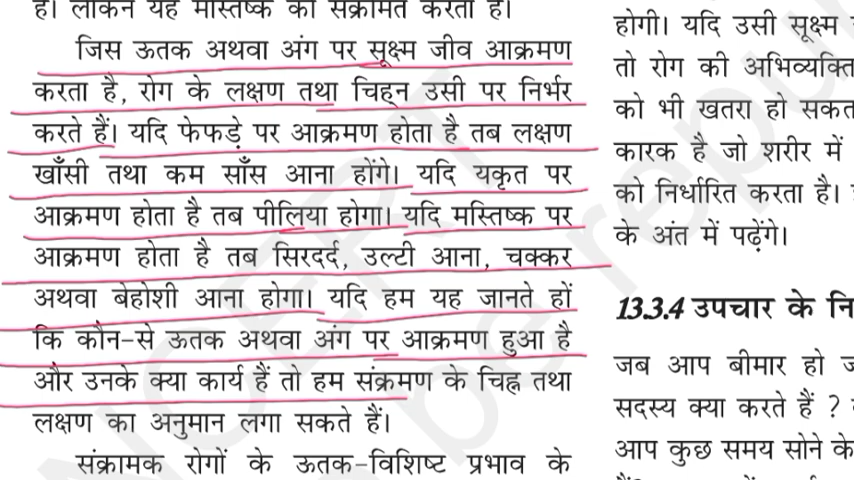 है। लेकिन यह मस्तिष्क को संक्रमित करता है।
जिस ऊतक अथवा अंग पर सूक्ष्म जीव आक्रमण
करता है, रोग के लक्षण तथा चिह्न उसी पर निर्भर
करते हैं। यदि फेफड़े पर आक्रमण होता है तब लक्षण
खाँसी तथा कम साँस आना होंगे। यदि यकृत पर
आक्रमण होता है तब पीलिया होगा। यदि मस्तिष्क पर
आक्रमण होता है तब सिरदर्द, उल्टी आना, चक्कर
अथवा बेहोशी आना होगा। यदि हम यह जानते हों
कि कौन-से ऊतक अथवा अंग पर आक्रमण हुआ है
और उनके क्या कार्य हैं तो हम संक्रमण के चिह्न तथा
लक्षण का अनुमान लगा सकते हैं।
संक्रामक रोगों के ऊतक-विशिष्ट प्रभाव के
होगी। यदि उसी सूक्ष्म
तो रोग की अभिव्यक्ति
को भी खतरा हो सकत
कारक है जो शरीर में
को निर्धारित करता है।
के अंत में पढ़ेंगे।
13.3.4 उपचार के नि
जब आप बीमार हो ज
सदस्य क्या करते हैं ?
आप कुछ समय सोने के
NCERT
be repu